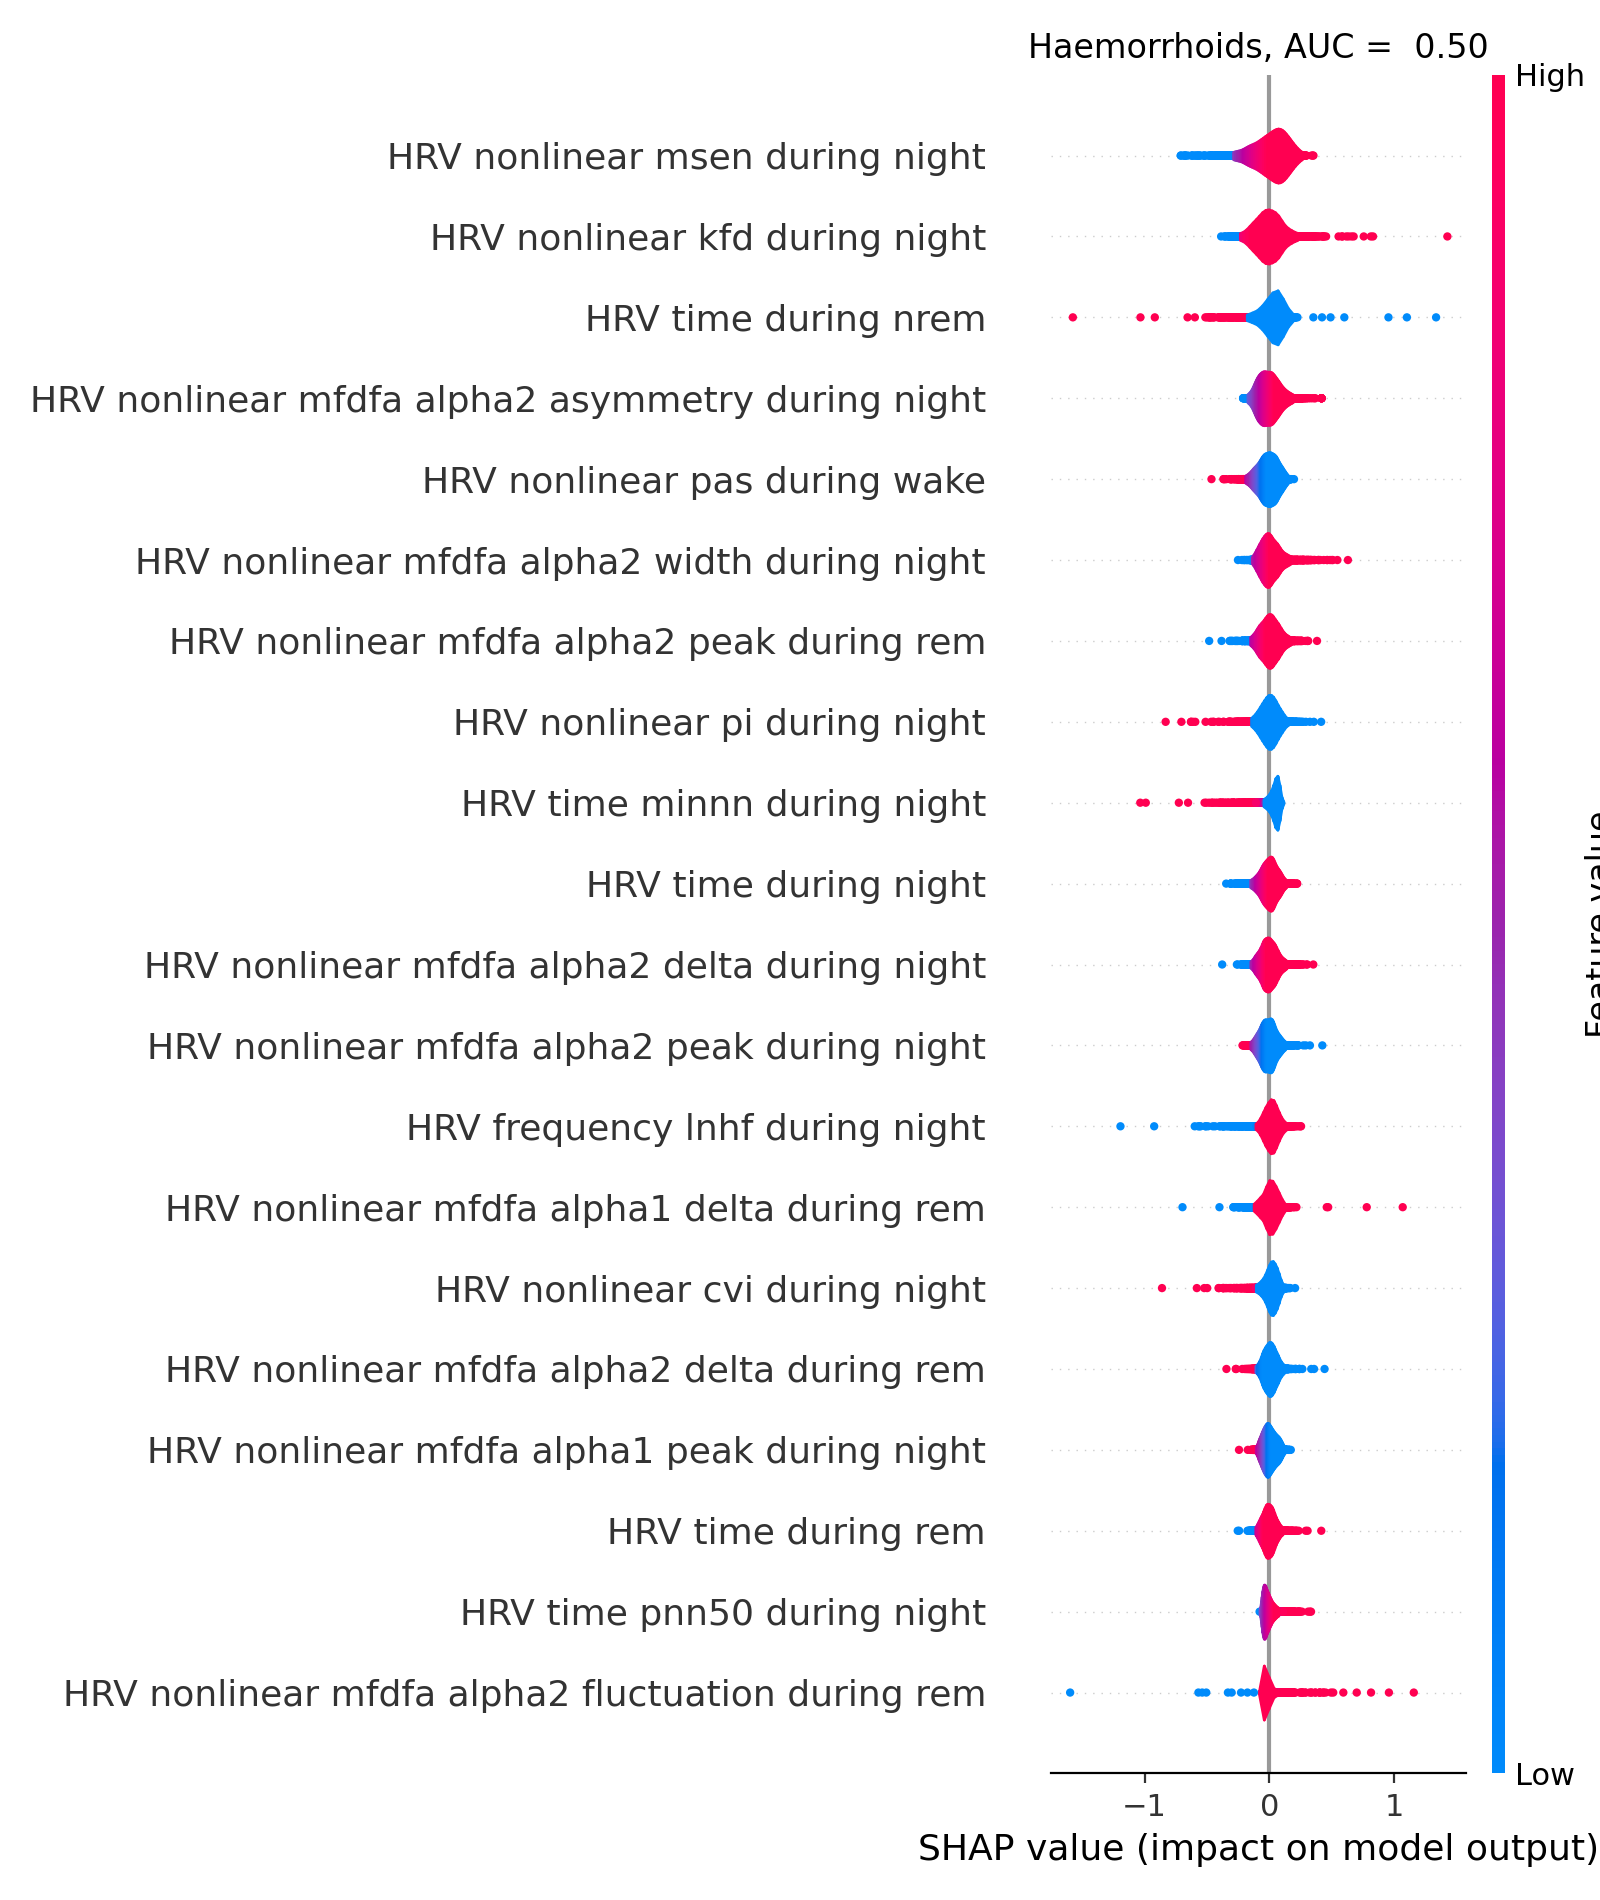 Haemorrhoids, AUC =  0.50
High
HRV nonlinear msen during night
HRV nonlinear kfd during night
HRV time during nrem
HRV nonlinear mfdfa alpha2 asymmetry during night
HRV nonlinear pas during wake
HRV nonlinear mfdfa alpha2 width during night
HRV nonlinear mfdfa alpha2 peak during rem
HRV nonlinear pi during night
HRV time minnn during night
HRV time during night
HRV nonlinear mfdfa alpha2 delta during night
HRV nonlinear mfdfa alpha2 peak during night
HRV frequency lnhf during night
HRV nonlinear mfdfa alpha1 delta during rem
HRV nonlinear cvi during night
HRV nonlinear mfdfa alpha2 delta during rem
HRV nonlinear mfdfa alpha1 peak during night
HRV time during rem
HRV time pnn50 during night
HRV nonlinear mfdfa alpha2 fluctuation during rem
Feature value
Low
−1 0 1
SHAP value (impact on model output)